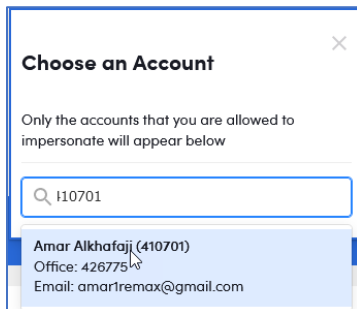 Choose an Account
Only the accounts that you are allowed to
impersonate will appear below
410701
Amar Alkhafaji (410701)
Office: 426775
Email: amar1remax@gmail.com